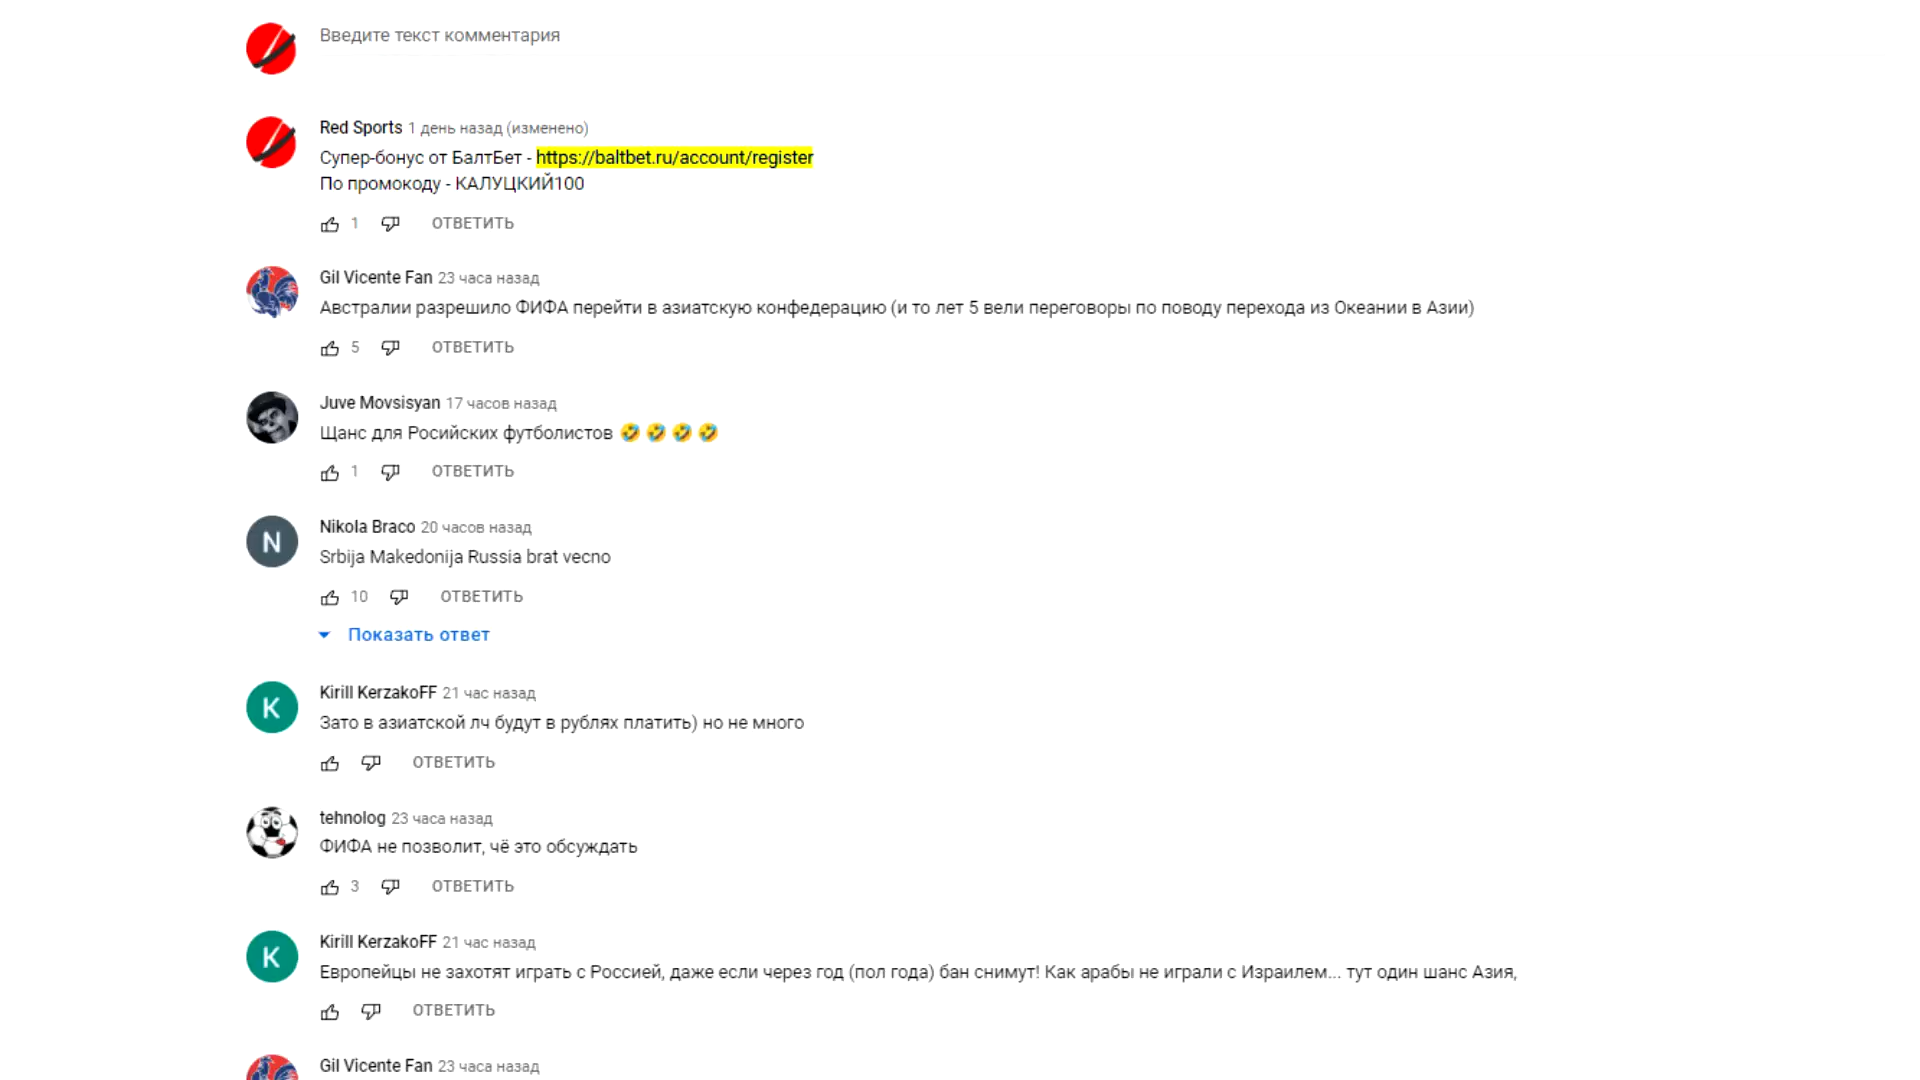 Введите текст комментария
Red Sports 1 день назад (изменено)
Супер-бонус от БалтБет - https://baltbet.ru/account/register
По промокоду - КАЛУЦКИЙ100
1 ОТВЕТИТЬ
Gil Vicente Fan 23 часа назад
Австралии разрешило ФИФА перейти в азиатскую конфедерацию (и то лет 5 вели переговоры по поводу перехода из Океании в Азии)
5 ОТВЕТИТЬ
Juve Movsisyan 17 часов назад
Щанс для Росийских футболистов 🤣🤣🤣🤣
1 ОТВЕТИТЬ
N
Nikola Braco 20 часов назад
Srbija Makedonija Russia brat vecno
10 ОТВЕТИТЬ
Показать ответ
K
Kirill KerzakoFF 21 час назад
Зато в азиатской лч будут в рублях платить) но не много
ОТВЕТИТЬ
tehnolog 23 часа назад
ФИФА не позволит, чё это обсуждать
3 ОТВЕТИТЬ
K
Kirill KerzakoFF 21 час назад
Европейцы не захотят играть с Россией, даже если через год (пол года) бан снимут! Как арабы не играли с Израилем... тут один шанс Азия,
ОТВЕТИТЬ
Gil Vicente Fan 23 часа назад